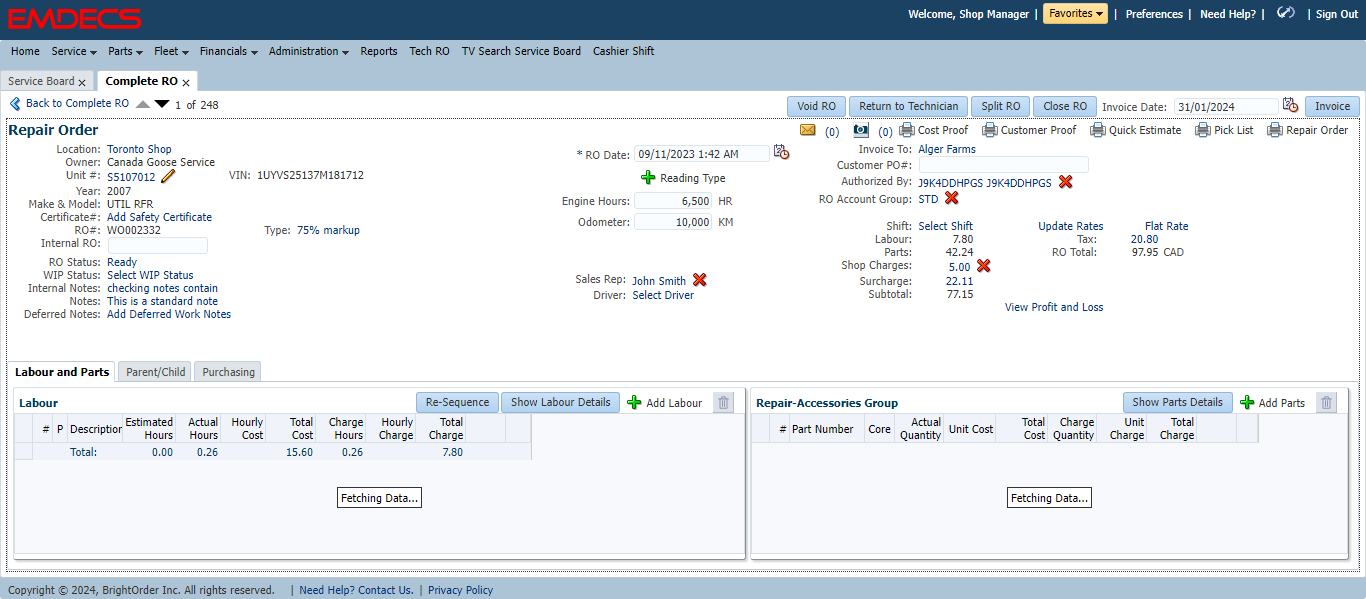 EMDECS
Welcome, Shop Manager | Favorites | Preferences | Need Help? | | Sign Out
Home Service Parts Fleet Financials Administration Reports Tech RO TV Search Service Board Cashier Shift
Service Board x Complete RO x
Back to Complete RO 1 of 248 Void RO Return to Technician Split RO Close RO Invoice Date: 31/01/2024 Invoice
Repair Order (0) (0) Cost Proof Customer Proof Quick Estimate Pick List Repair Order
Location: Toronto Shop
Owner: Canada Goose Service
Unit #: S5107012 VIN: 1UYVS25137M181712
Year: 2007
Make & Model: UTIL RFR
Certificate#: Add Safety Certificate
RO#: WO002332 Type: 75% markup
Internal RO:
RO Status: Ready
WIP Status: Select WIP Status
Internal Notes: checking notes contain
Notes: This is a standard note
Deferred Notes: Add Deferred Work Notes
* RO Date: 09/11/2023 1:42 AM
Reading Type
Engine Hours: 6,500 HR
Odometer: 10,000 KM
Sales Rep: John Smith
Driver: Select Driver
Invoice To: Alger Farms
Customer PO#:
Authorized By: J9K4DDHPGS J9K4DDHPGS
RO Account Group: STD
Shift: Select Shift Update Rates Flat Rate
Labour: 7.80 Tax: 20.80
Parts: 42.24 RO Total: 97.95 CAD
Shop Charges: 5.00
Surcharge: 22.11
Subtotal: 77.15
View Profit and Loss
Labour and Parts Parent/Child Purchasing
Labour Re-Sequence Show Labour Details Add Labour
# P Description Estimated Hours Actual Hours Hourly Cost Total Cost Charge Hours Hourly Charge Total Charge
Total: 0.00 0.26 15.60 0.26 7.80
Fetching Data...
Repair-Accessories Group Show Parts Details Add Parts
# Part Number Core Actual Quantity Unit Cost Total Cost Charge Quantity Unit Charge Total Charge
Fetching Data...
Copyright © 2024, BrightOrder Inc. All rights reserved. | Need Help? Contact Us. | Privacy Policy